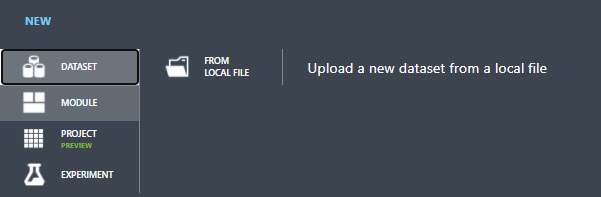 NEW
DATASET
MODULE
PROJECT
PREVIEW
EXPERIMENT
FROM
LOCAL FILE
Upload a new dataset from a local file